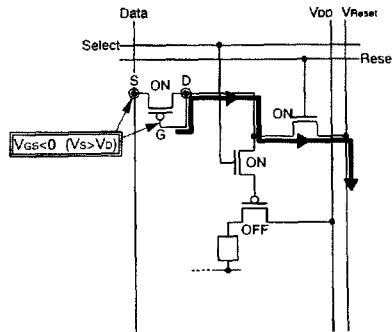 Data
VDD VReset
Select
Rese
S ON D
ON
G
VGS<0 (VS>VD)
ON
OFF